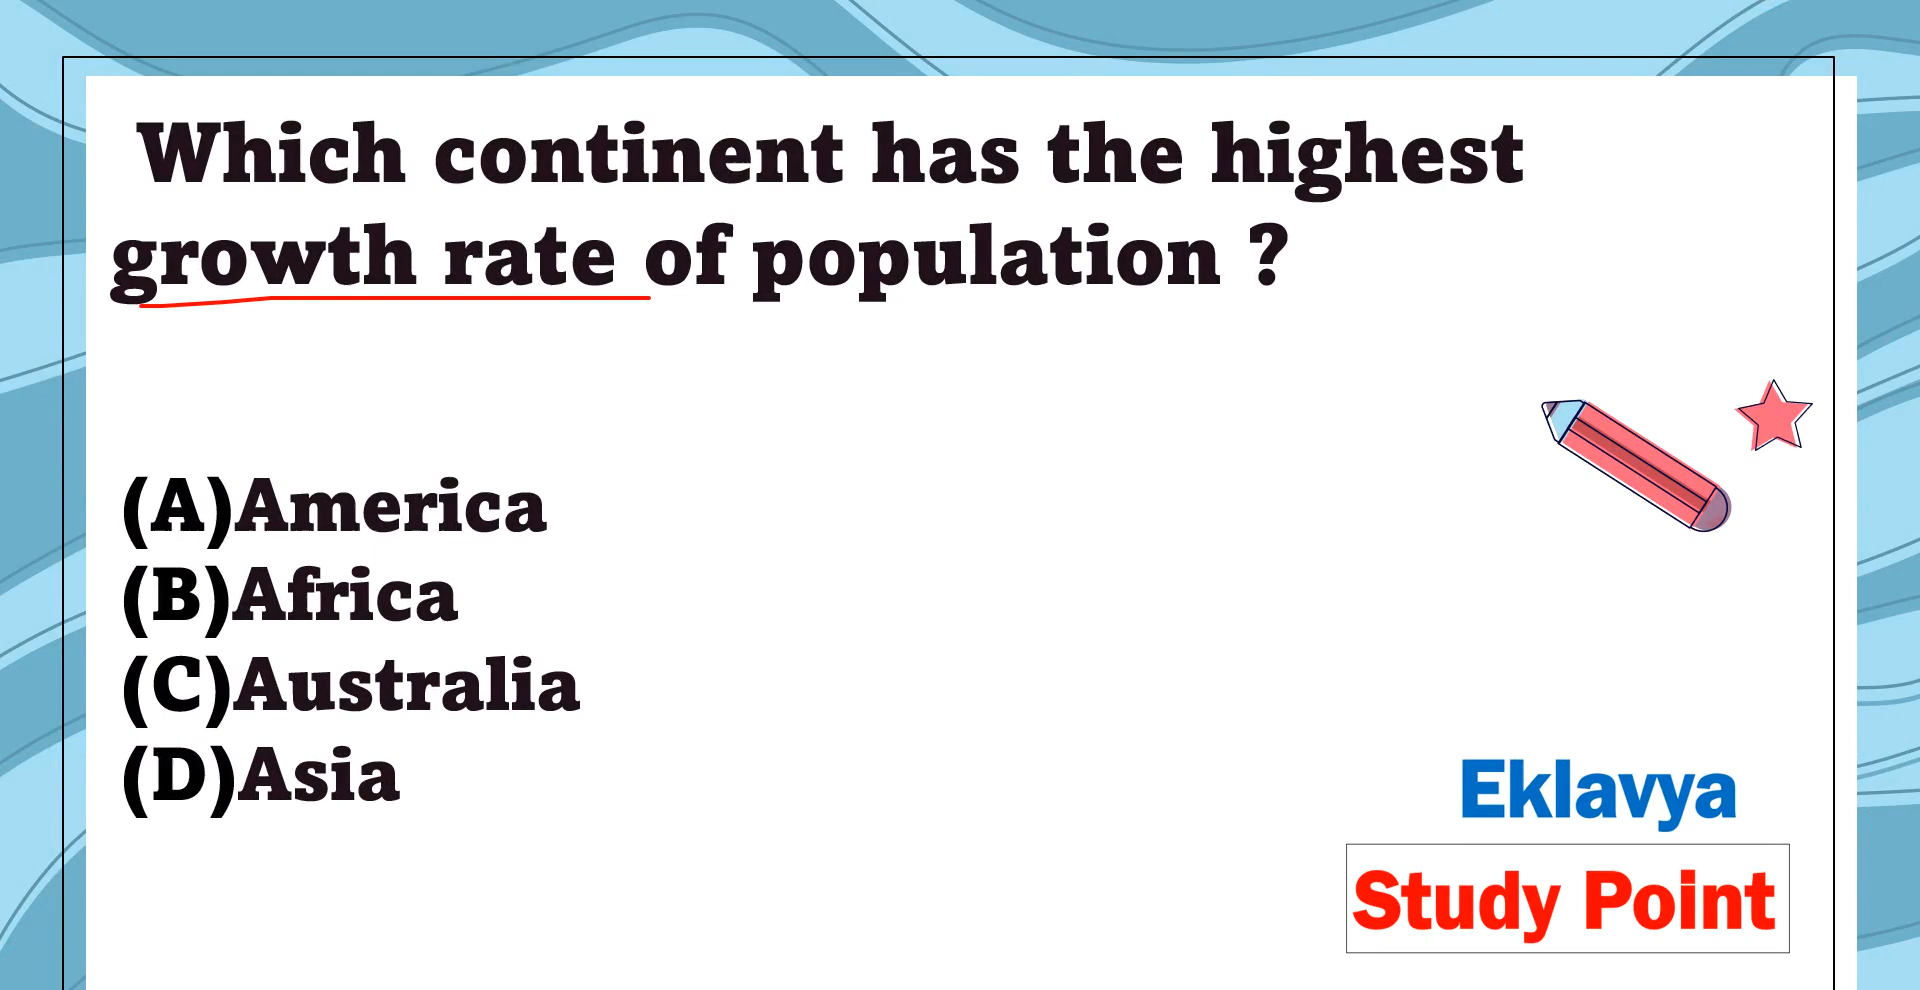 Which continent has the highest
growth rate of population ?
(A)America
(B)Africa
(C)Australia
(D)Asia
Eklavya
Study Point